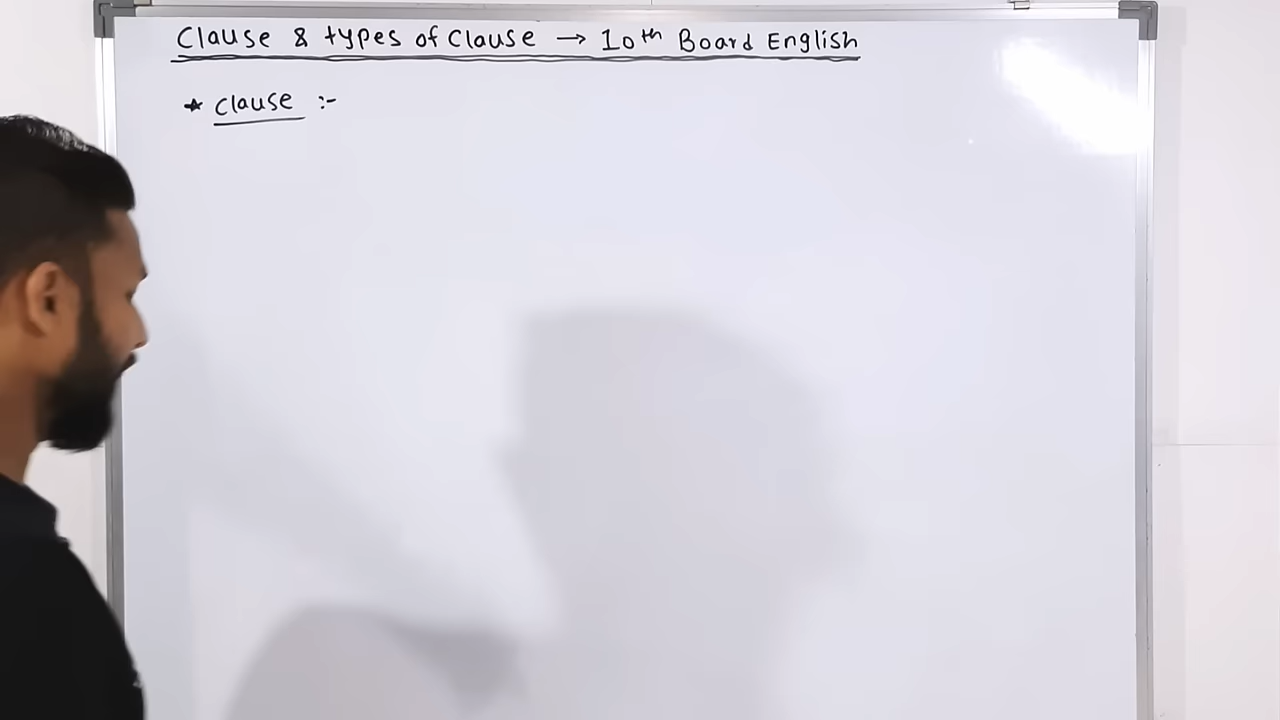 Clause & types of Clause → 10th Board English
* Clause :-